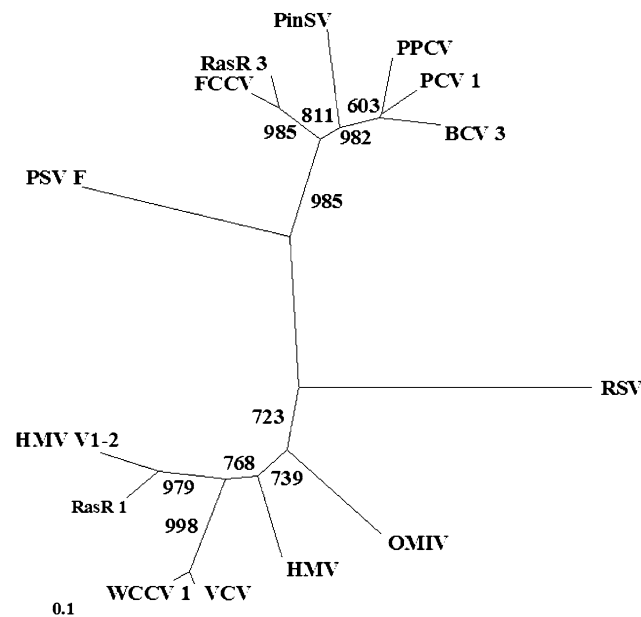 PinSV
PPCV
RasR 3
PCV 1
FCCV
603
811
985
982
BCV 3
PSV F
985
RSV
723
HMV V1-2
768
739
979
RasR 1
998
OMIV
HMV
WCCV 1 VCV
0.1